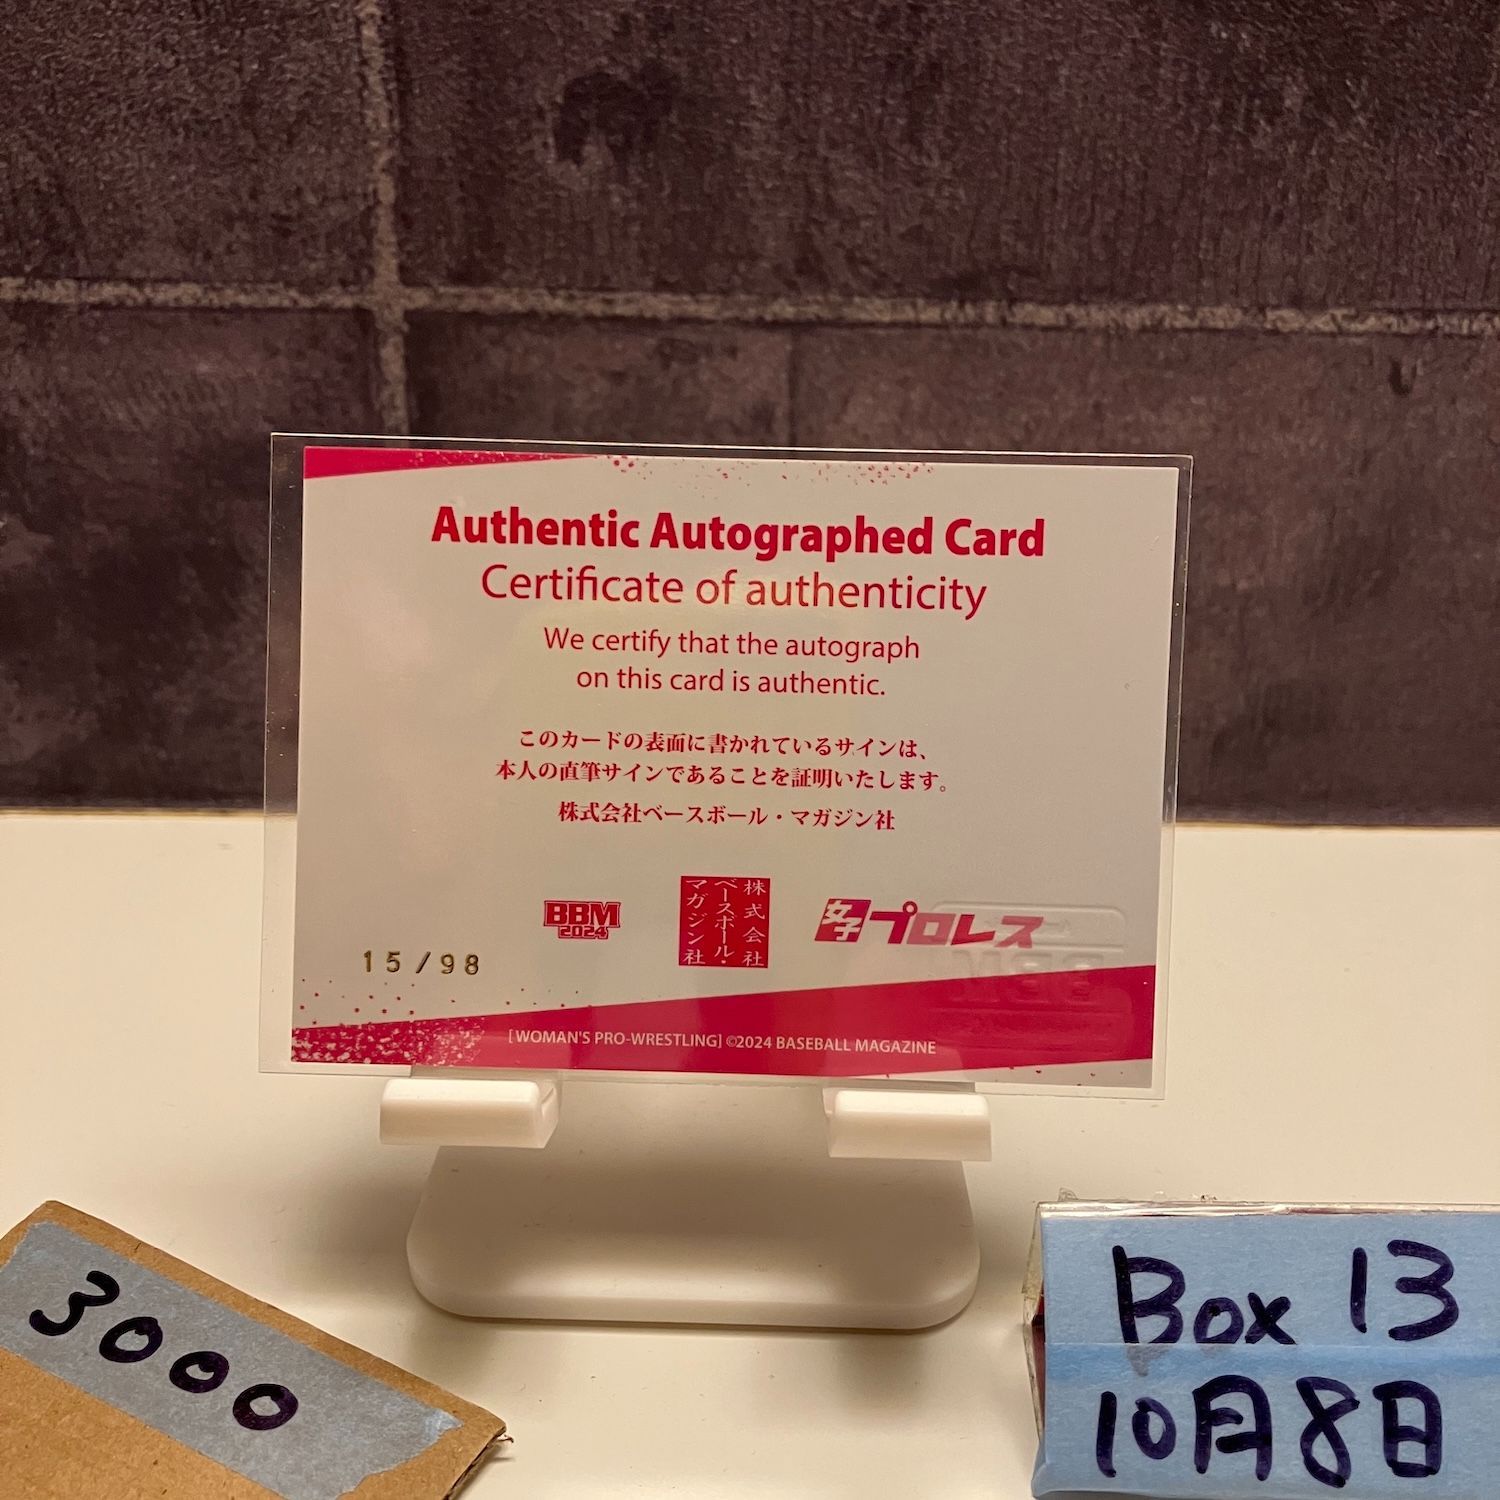 Authentic Autographed Card
Certificate of authenticity
We certify that the autograph
on this card is authentic.
このカードの表面に書かれているサインは、
本人の直筆サインであることを証明いたします。
株式会社ベースボール・マガジン社
BBM
2024
株式会社
ベースボール・
マガジン社
女子プロレス
BBM
15/98
[WOMAN'S PRO-WRESTLING] ©2024 BASEBALL MAGAZINE
3000
Box 13
10月8日